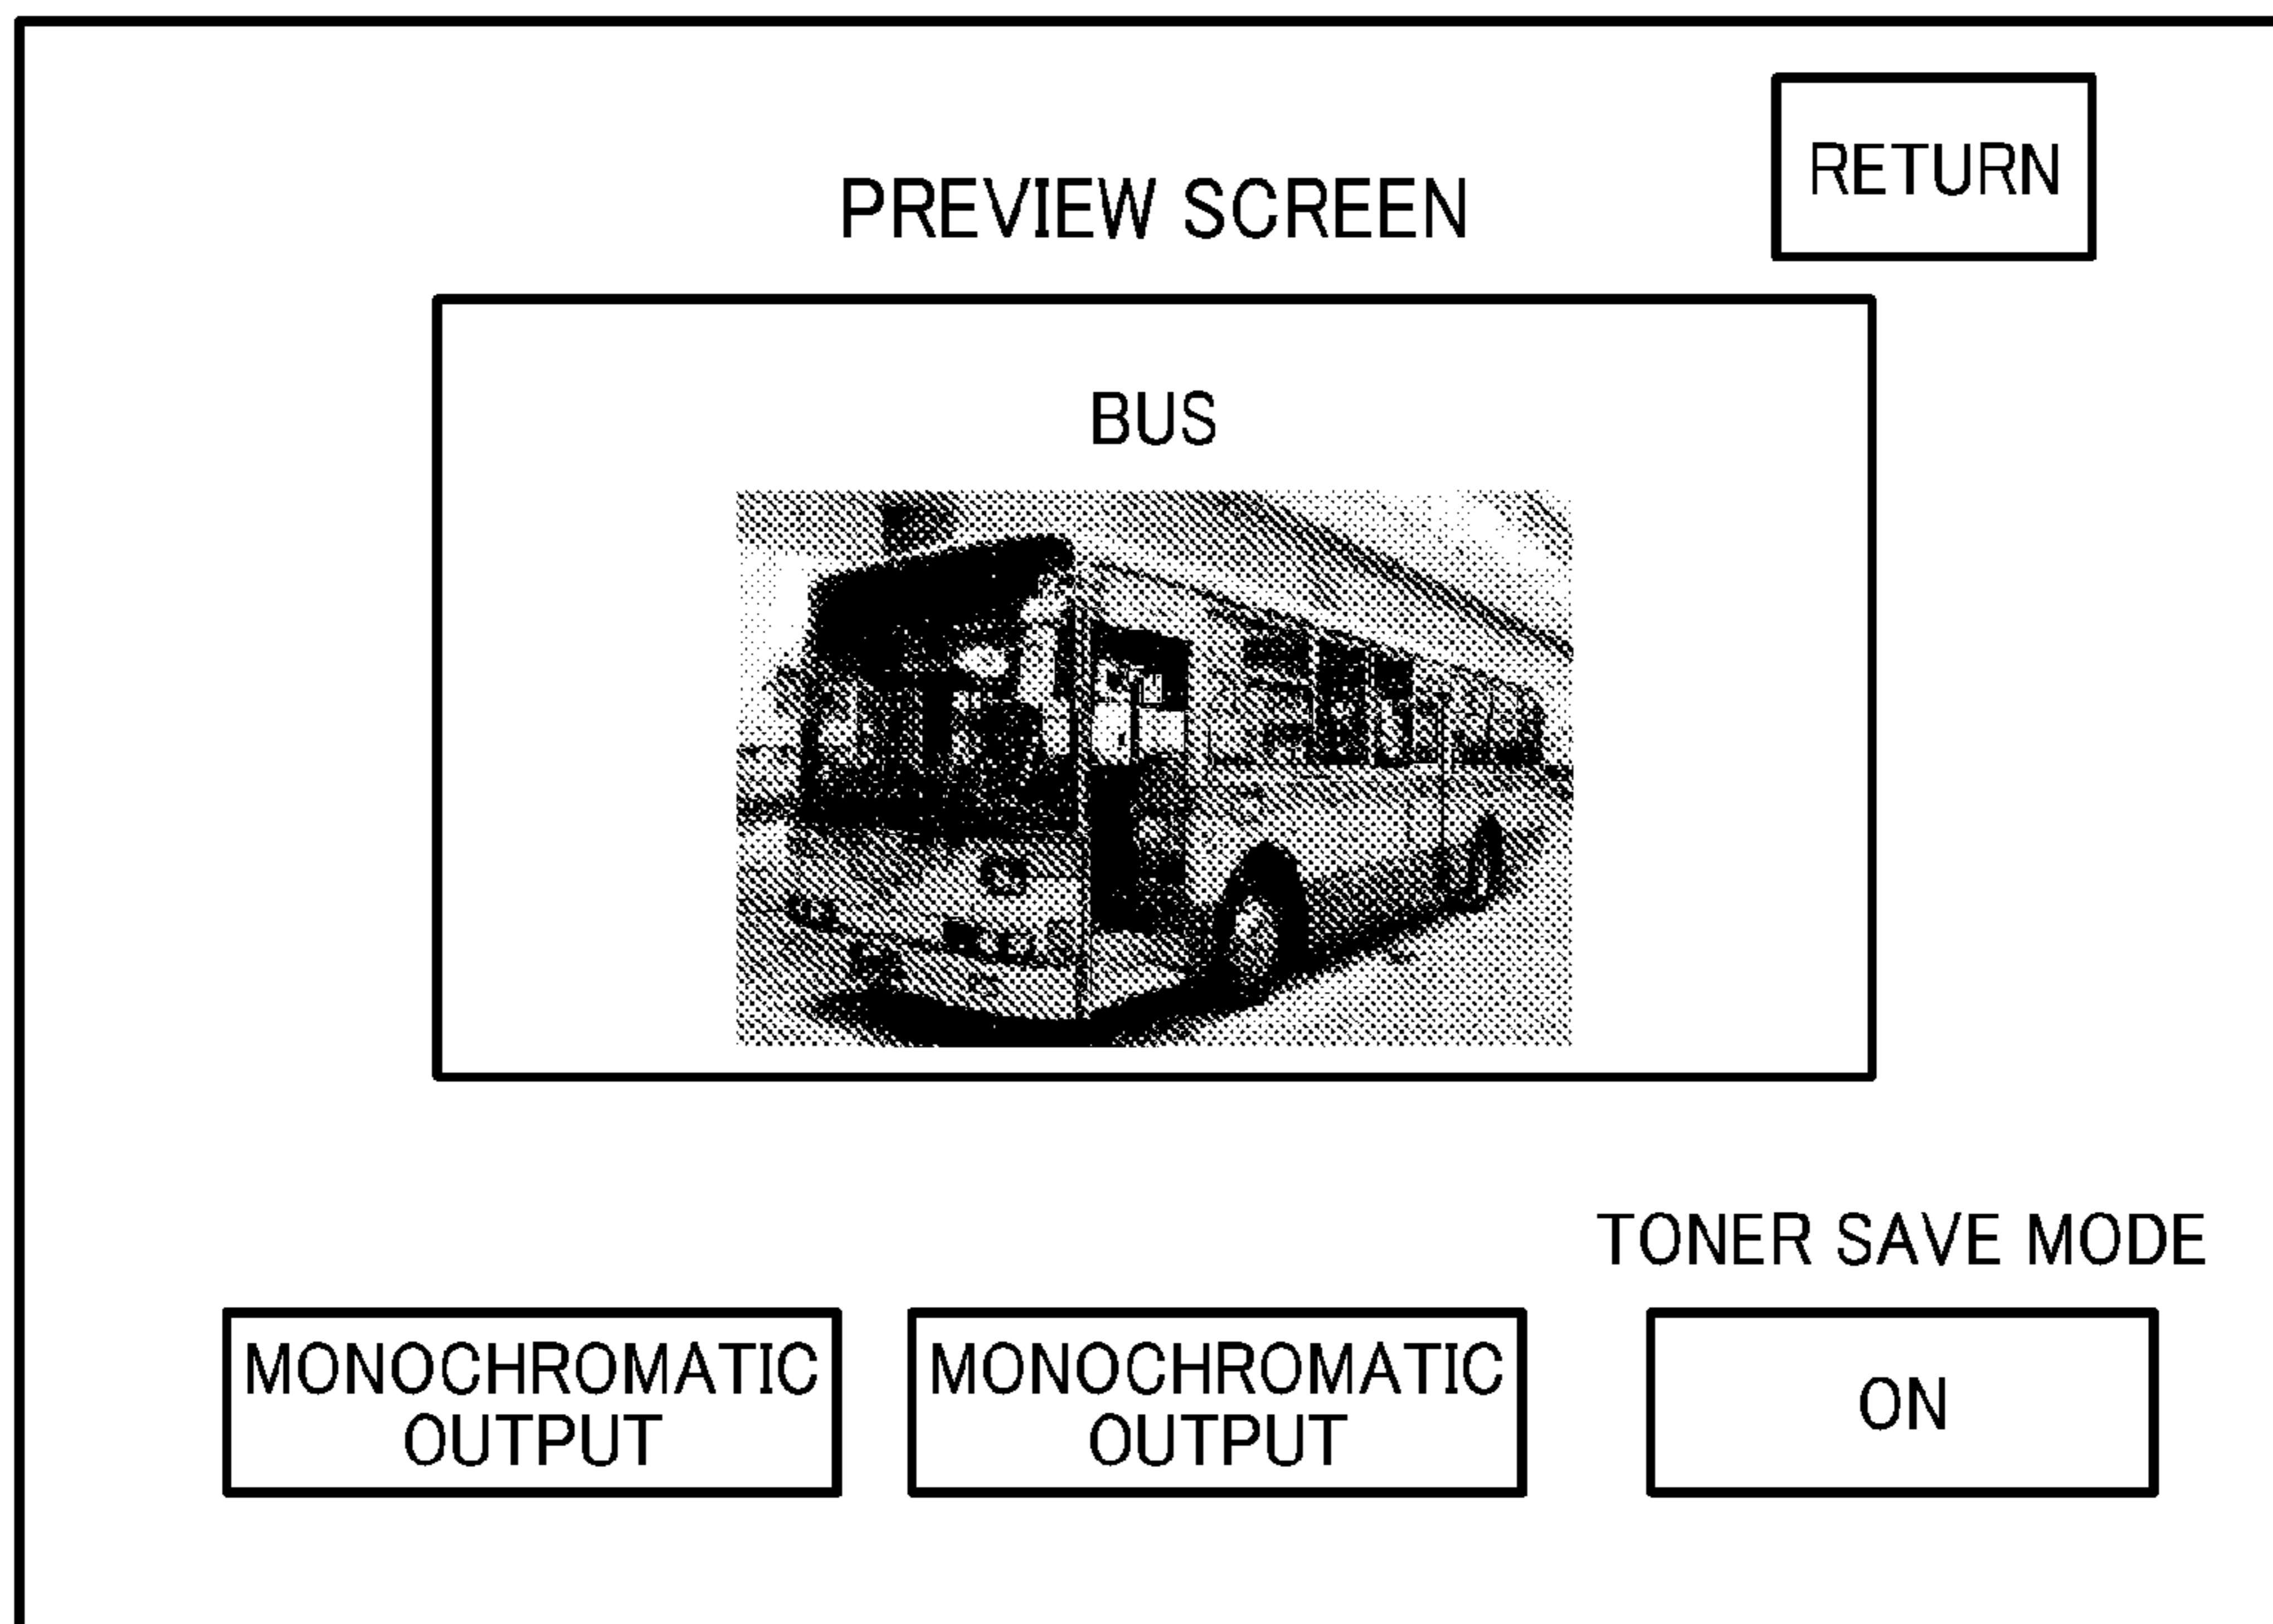 RETURN
PREVIEW SCREEN
BUS
TONER SAVE MODE
MONOCHROMATIC
OUTPUT
MONOCHROMATIC
OUTPUT
ON